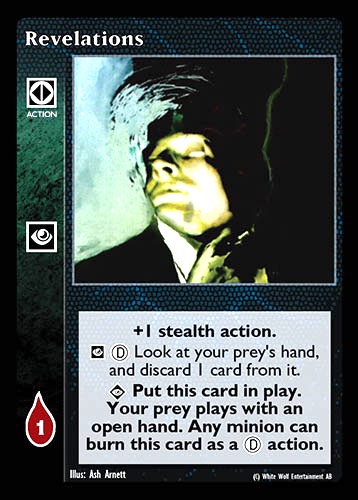 Revelations
ACTION
+1 stealth action.
Ⓓ Look at your prey's hand,
and discard 1 card from it.
Put this card in play.
Your prey plays with an
open hand. Any minion can
burn this card as a Ⓓ action.
1
Illus: Ash Arnett
(C) White Wolf Entertainment AB